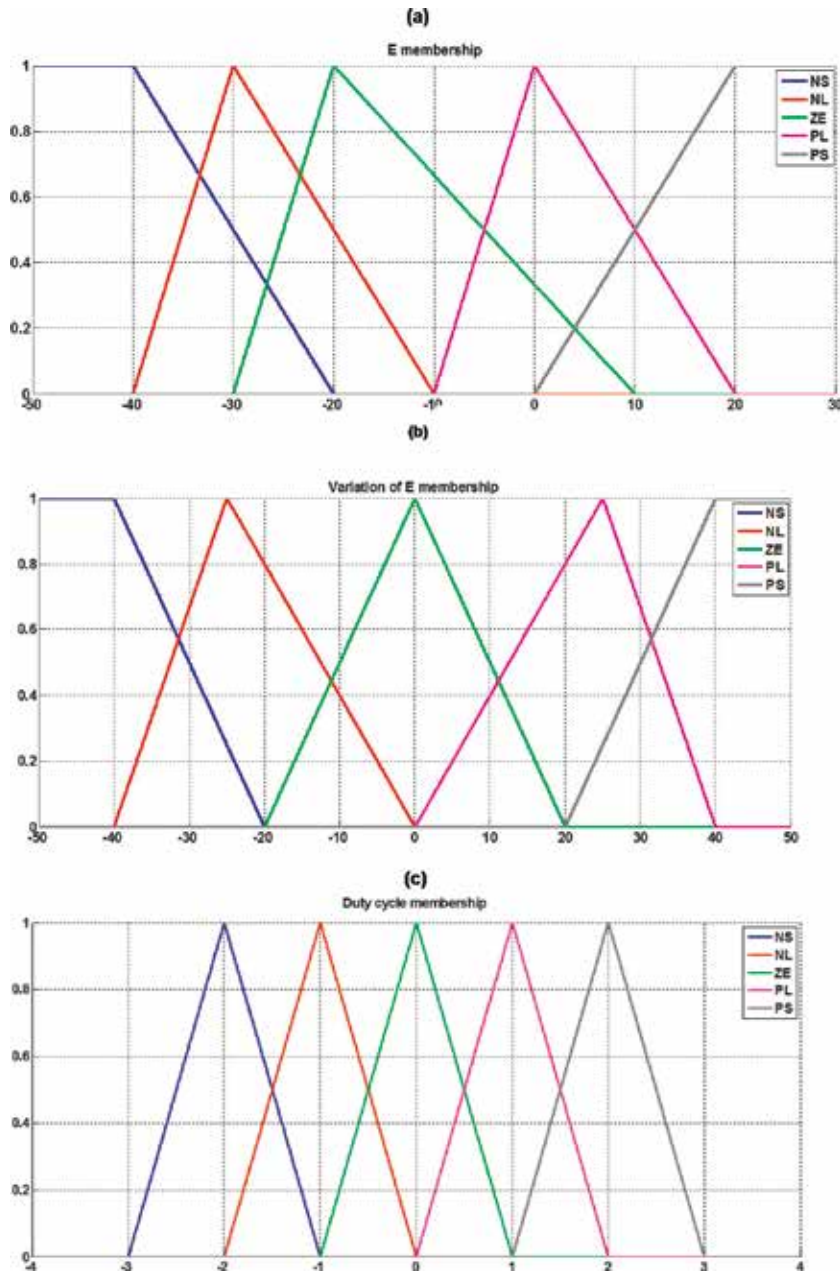 (a)
E membership
1
0.8
0.6
0.4
0.2
0
NS
NL
ZE
PL
PS
-50 -40 -30 -20 -10 0 10 20 30
(b)
Variation of E membership
1
0.8
0.6
0.4
0.2
0
NS
NL
ZE
PL
PS
-50 -40 -30 -20 -10 0 10 20 30 40 50
(c)
Duty cycle membership
1
0.8
0.6
0.4
0.2
0
NS
NL
ZE
PL
PS
-4 -3 -2 -1 0 1 2 3 4